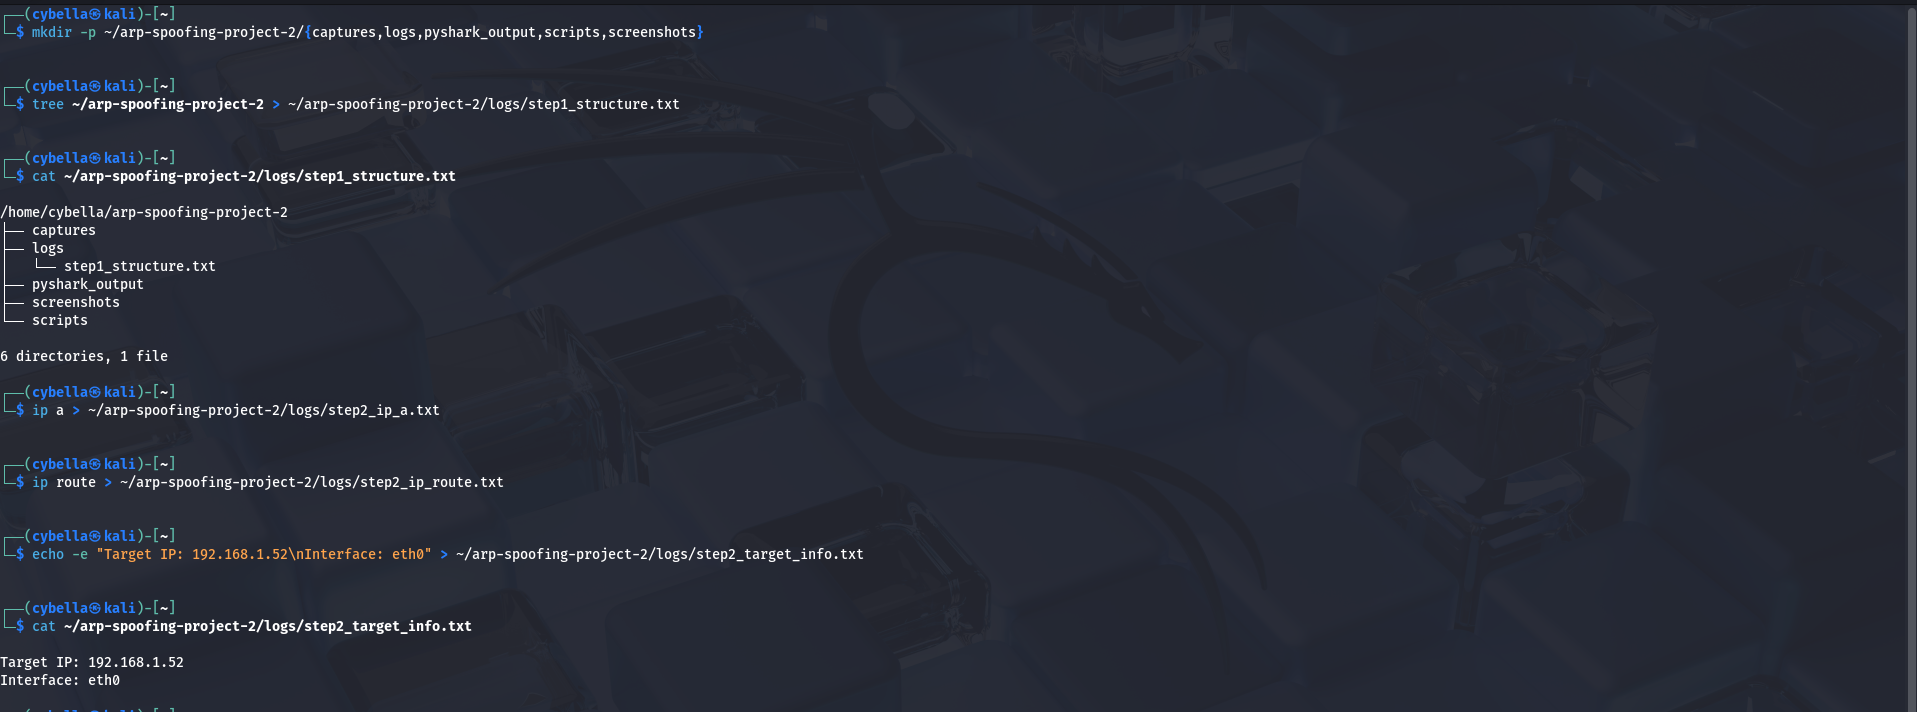 ┌──(cybella㉿kali)-[~]
└─$ mkdir -p ~/arp-spoofing-project-2/{captures,logs,pyshark_output,scripts,screenshots}
┌──(cybella㉿kali)-[~]
└─$ tree ~/arp-spoofing-project-2 > ~/arp-spoofing-project-2/logs/step1_structure.txt
┌──(cybella㉿kali)-[~]
└─$ cat ~/arp-spoofing-project-2/logs/step1_structure.txt
/home/cybella/arp-spoofing-project-2
├── captures
├── logs
│   └── step1_structure.txt
├── pyshark_output
├── screenshots
└── scripts
6 directories, 1 file
┌──(cybella㉿kali)-[~]
└─$ ip a > ~/arp-spoofing-project-2/logs/step2_ip_a.txt
┌──(cybella㉿kali)-[~]
└─$ ip route > ~/arp-spoofing-project-2/logs/step2_ip_route.txt
┌──(cybella㉿kali)-[~]
└─$ echo -e "Target IP: 192.168.1.52\nInterface: eth0" > ~/arp-spoofing-project-2/logs/step2_target_info.txt
┌──(cybella㉿kali)-[~]
└─$ cat ~/arp-spoofing-project-2/logs/step2_target_info.txt
Target IP: 192.168.1.52
Interface: eth0